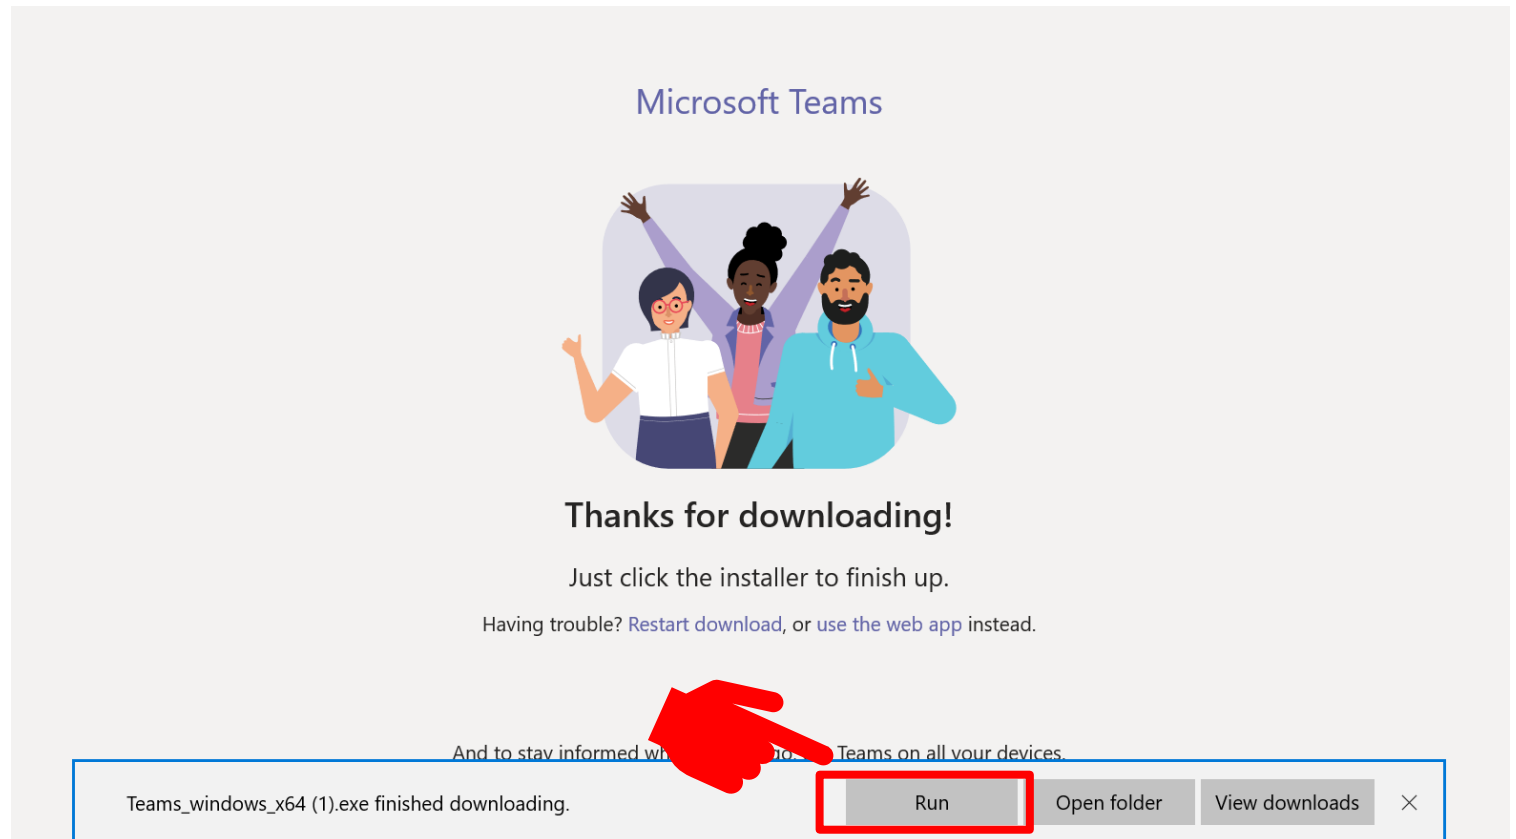 Microsoft Teams
Thanks for downloading!
Just click the installer to finish up.
Having trouble? Restart download, or use the web app instead.
And to stay informed go. Teams on all your devices.
Teams_windows_x64 (1).exe finished downloading.
Run
Open folder
View downloads